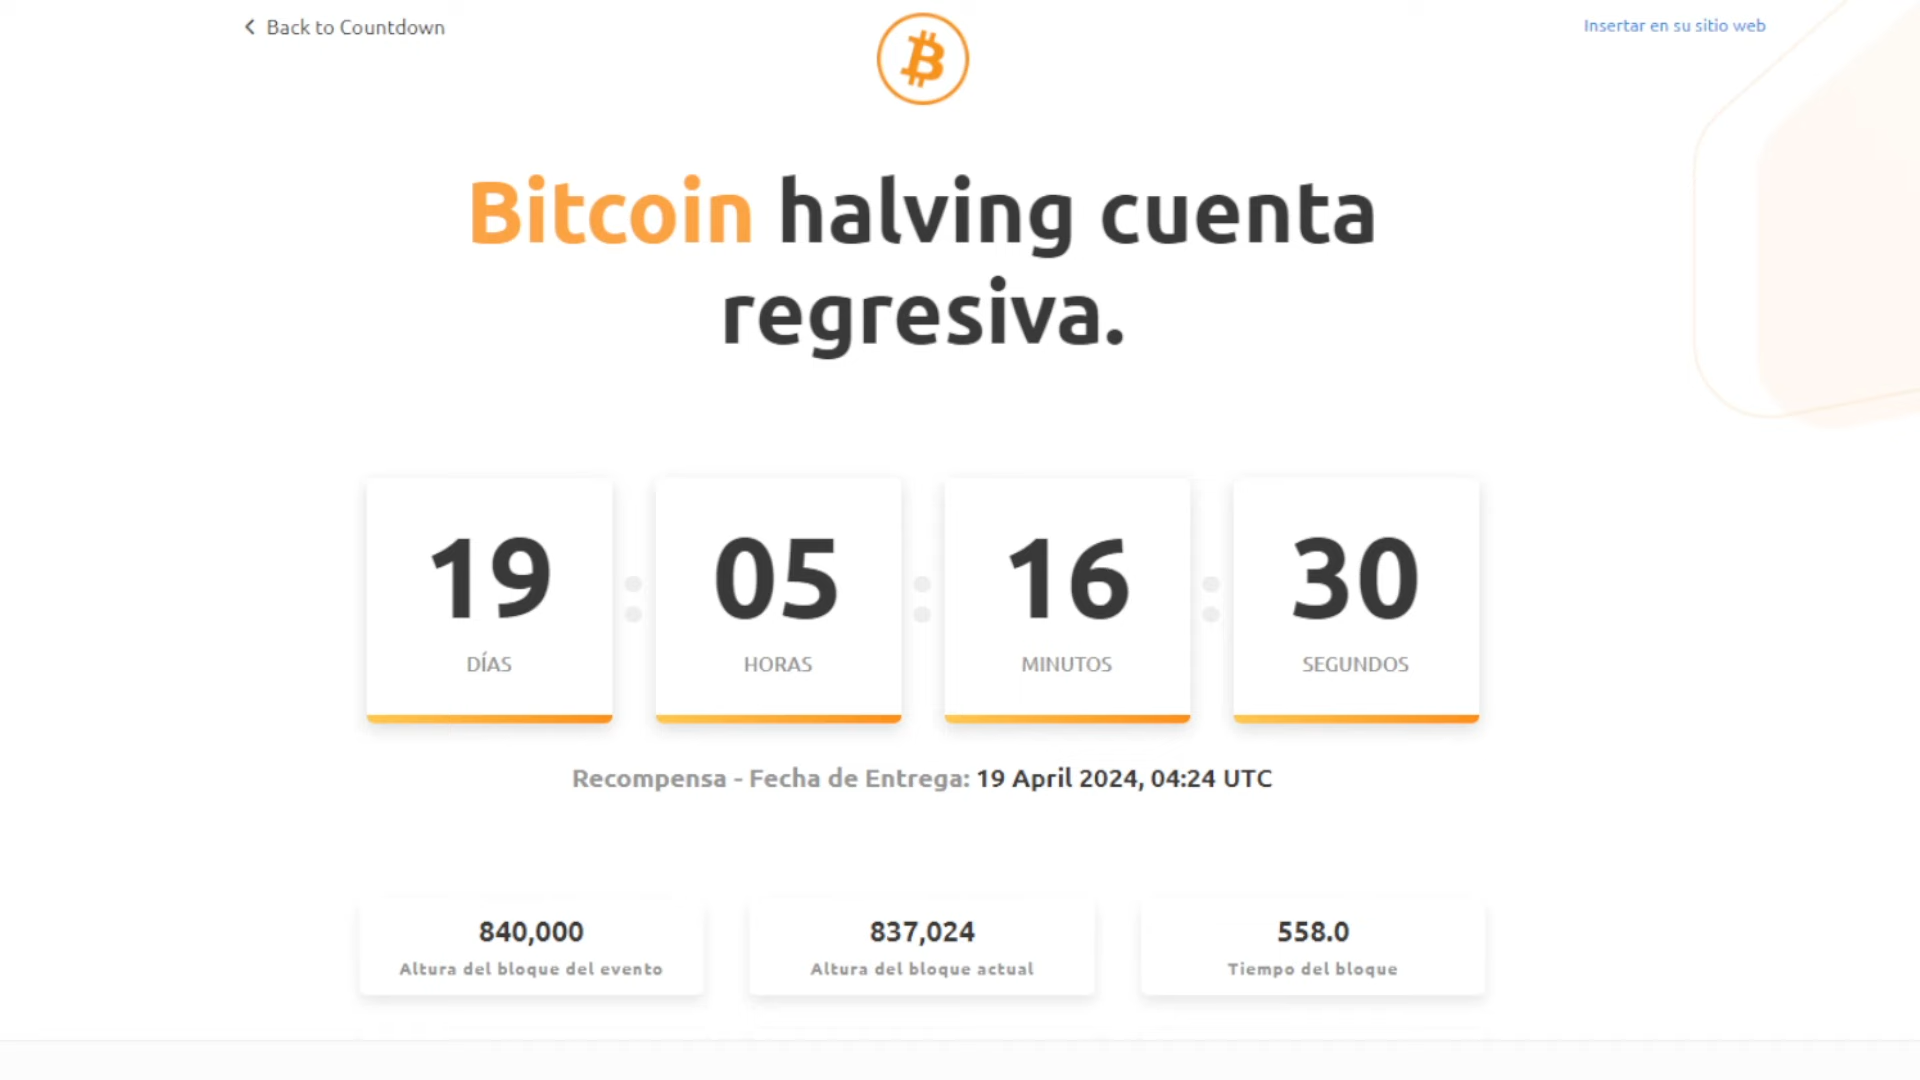 Back to Countdown
Insertar en su sitio web
Bitcoin halving cuenta
regresiva.
19
05
16
30
DÍAS
HORAS
MINUTOS
SEGUNDOS
Recompensa - Fecha de Entrega: 19 April 2024, 04:24 UTC
840,000
Altura del bloque del evento
837,024
Altura del bloque actual
558.0
Tiempo del bloque